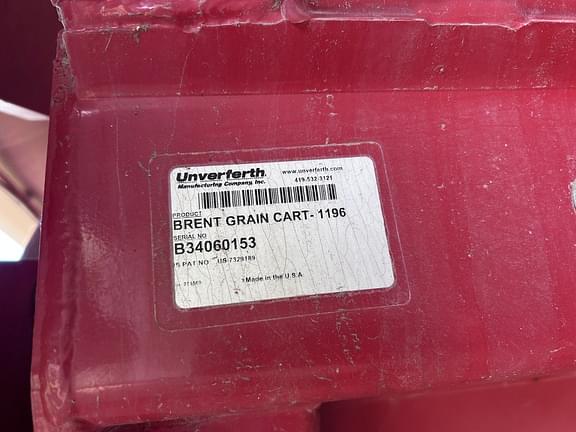 Unverferth
www.unverferth.com
Manufacturing Company, Inc.
419-532-3121
PRODUCT
BRENT GRAIN CART- 1196
SERIAL NO
B34060153
PAT NO US 7329189
Made in the U.S.A.